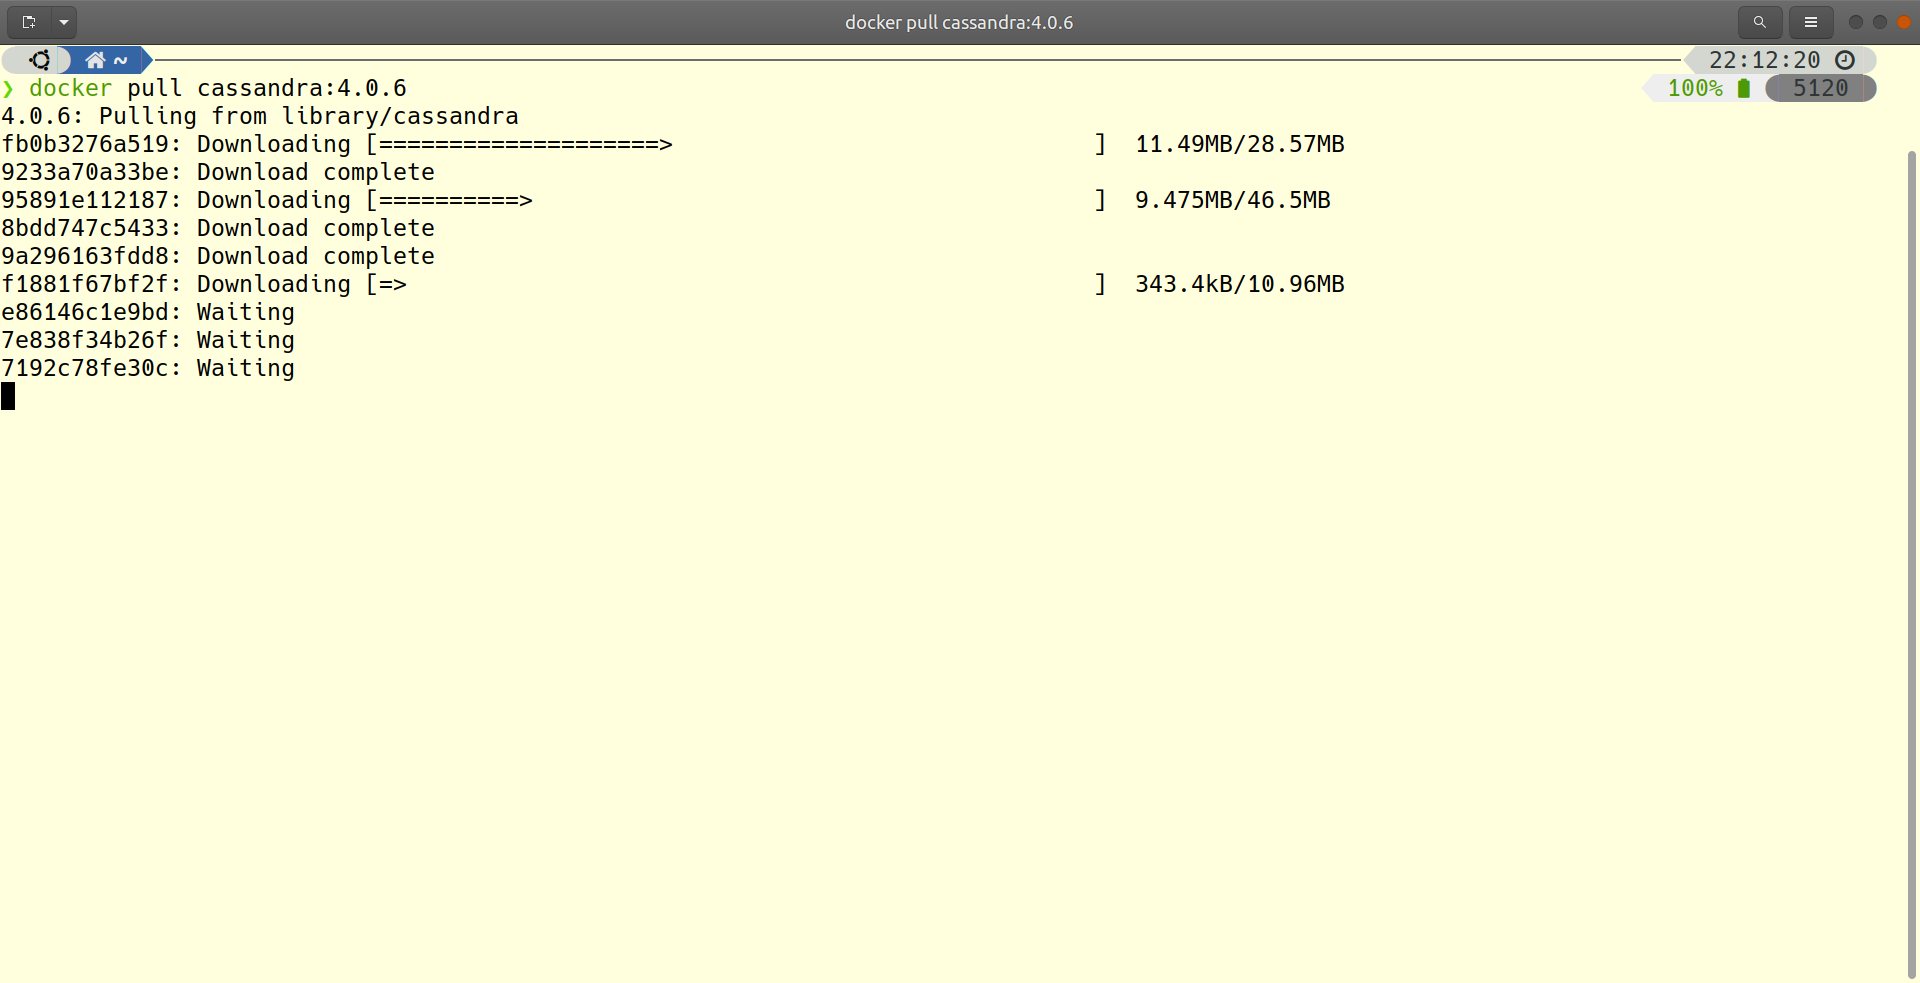 docker pull cassandra:4.0.6
~ 22:12:20
❯ docker pull cassandra:4.0.6 100% 5120
4.0.6: Pulling from library/cassandra
fb0b3276a519: Downloading [====================>                              ]  11.49MB/28.57MB
9233a70a33be: Download complete
95891e112187: Downloading [==========>                                        ]  9.475MB/46.5MB
8bdd747c5433: Download complete
9a296163fdd8: Download complete
f1881f67bf2f: Downloading [=>                                                 ]  343.4kB/10.96MB
e86146c1e9bd: Waiting
7e838f34b26f: Waiting
7192c78fe30c: Waiting